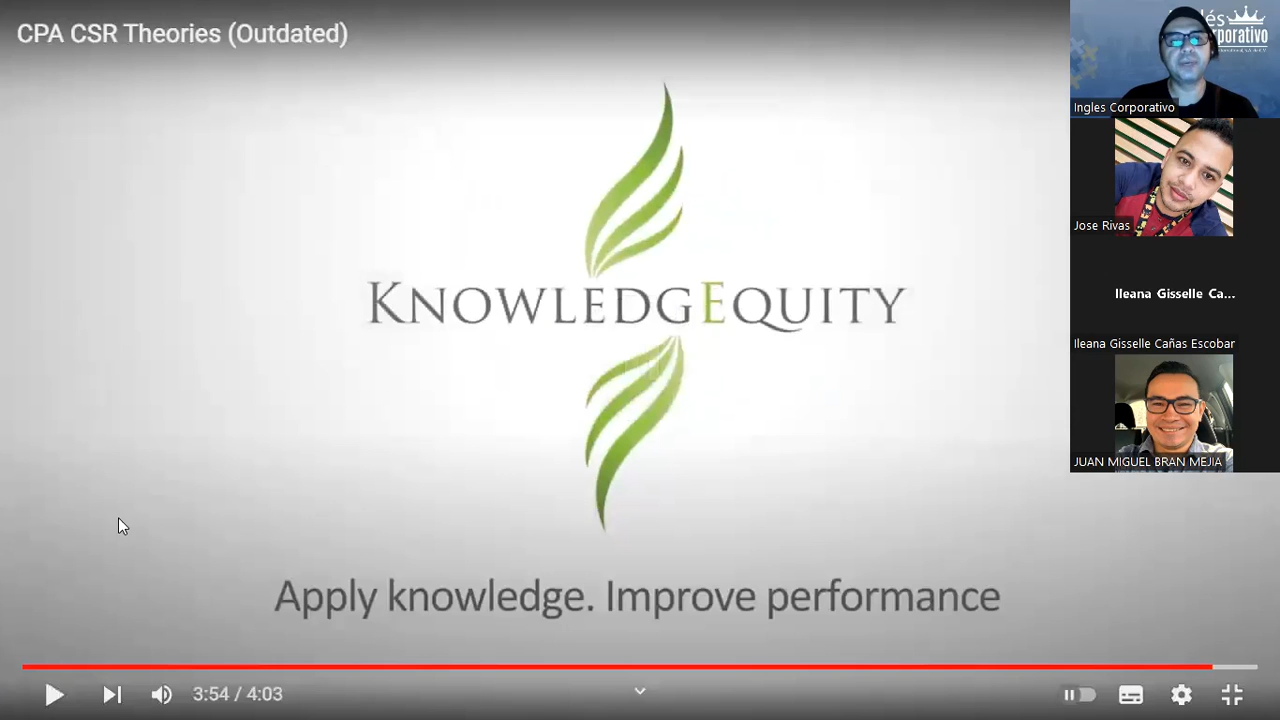 CPA CSR Theories (Outdated)
KNOWLEDGEQUITY
Apply knowledge. Improve performance
3:54 / 4:03
Ingles Corporativo
Jose Rivas
Ileana Gisselle Ca...
Ileana Gisselle Cañas Escobar
JUAN MIGUEL BRAN MEJIA